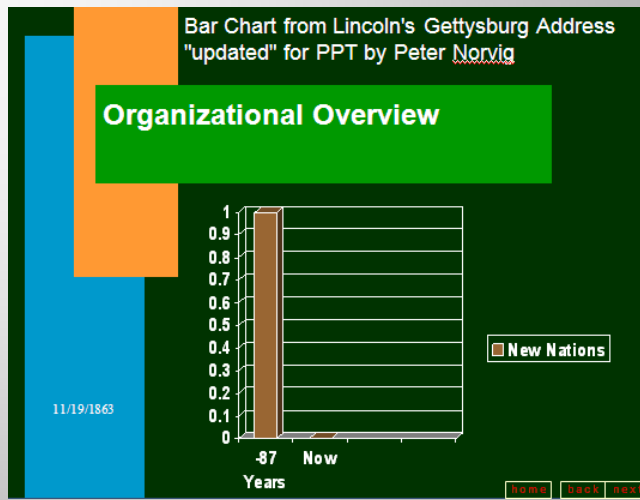 Bar Chart from Lincoln's Gettysburg Address
"updated" for PPT by Peter Norvig
Organizational Overview
1
0.9
0.8
0.7
0.6
0.5
0.4
0.3
0.2
0.1
0
-87 Now
Years
New Nations
11/19/1863
home back nex